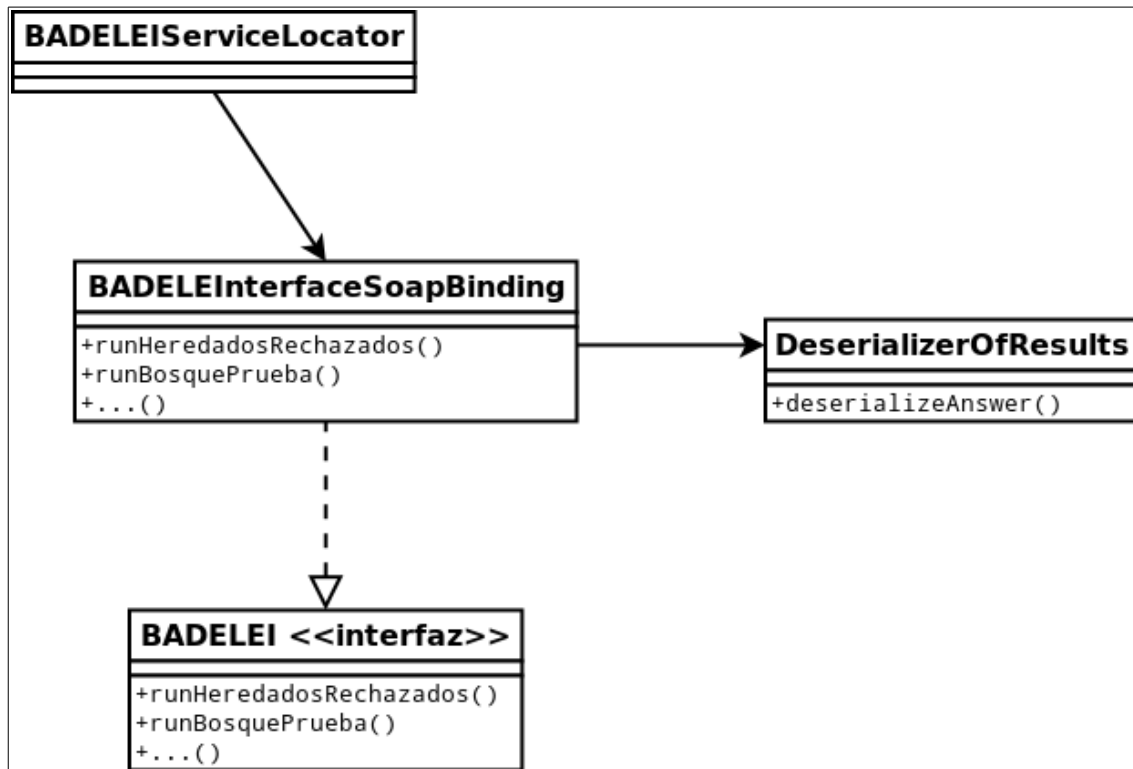 BADELEIServiceLocator
BADELEInterfaceSoapBinding
+runHeredadosRechazados()
+runBosquePrueba()
+...()
DeserializerOfResults
+deserializeAnswer()
BADELEI <<interfaz>>
+runHeredadosRechazados()
+runBosquePrueba()
+...()